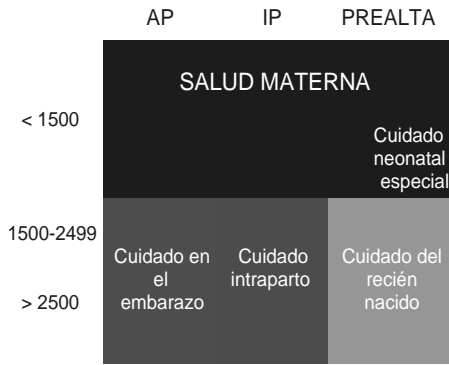 AP IP PREALTA
SALUD MATERNA
< 1500
Cuidado
neonatal
especial
1500-2499
Cuidado en
el
embarazo
Cuidado
intraparto
Cuidado del
recién
nacido
> 2500